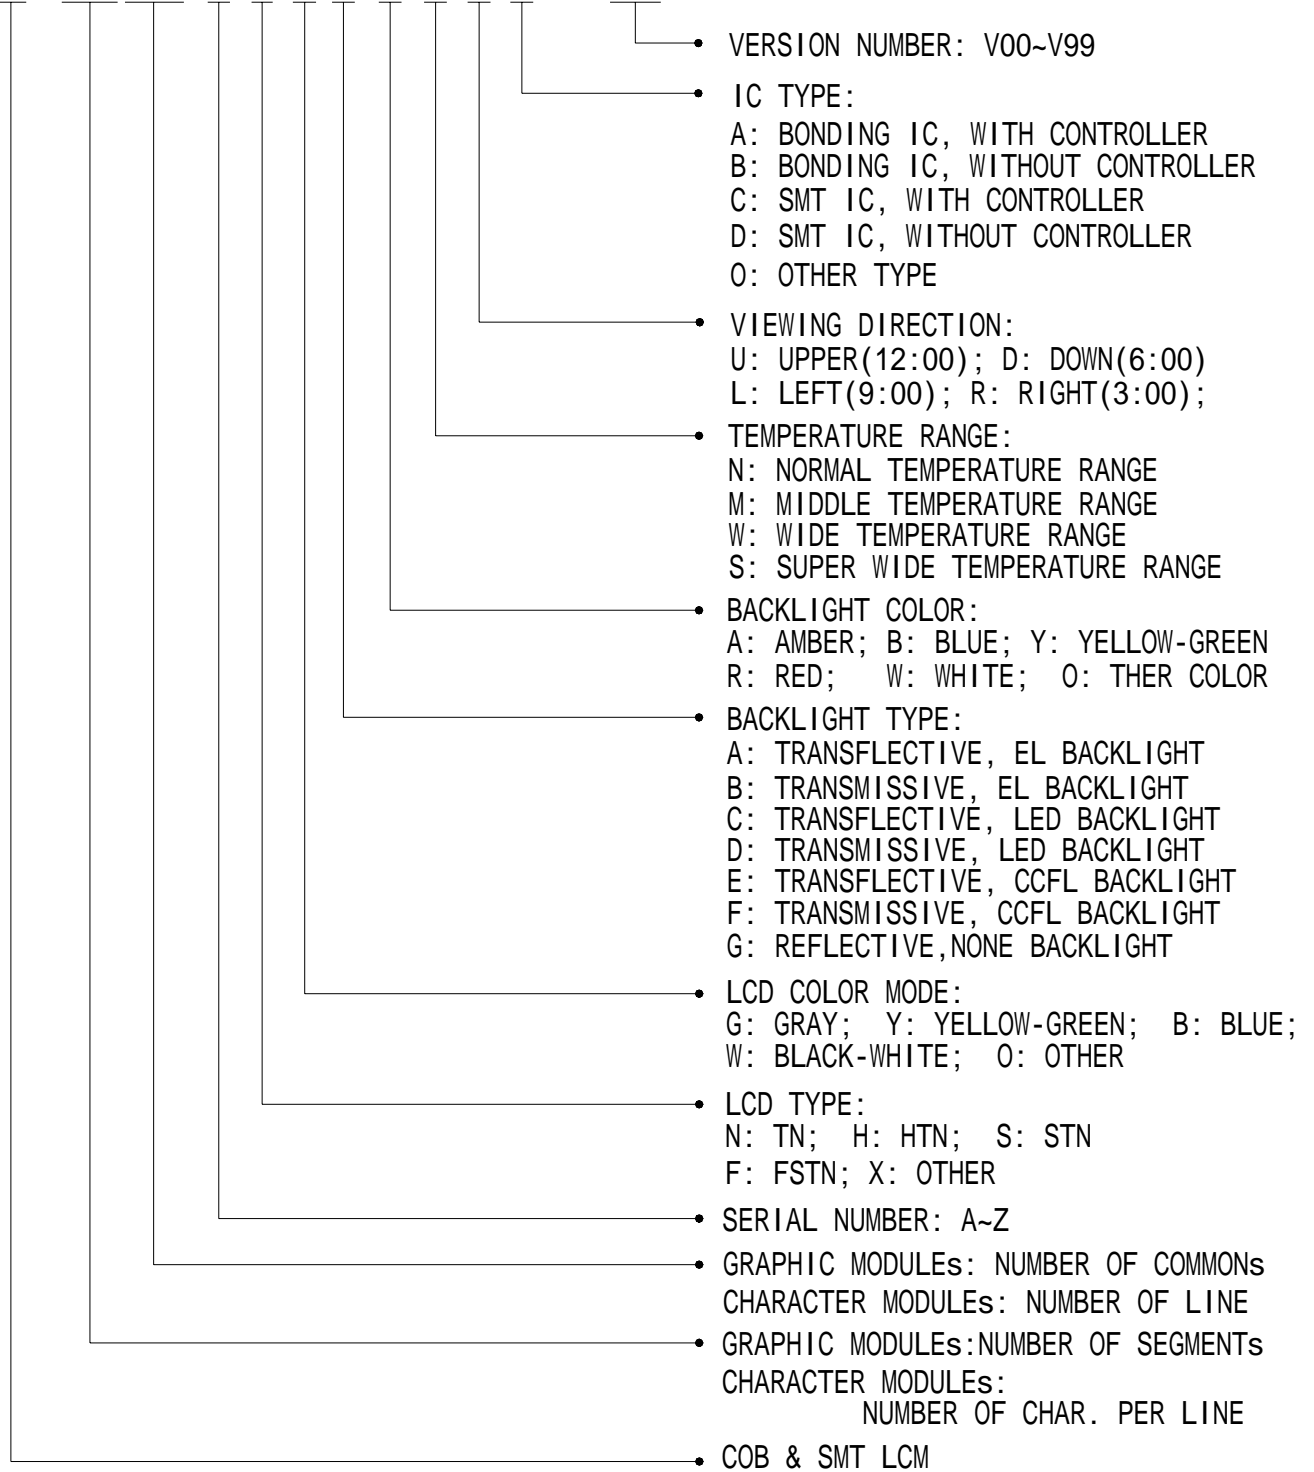 VERSION NUMBER: V00~V99
IC TYPE:
A: BONDING IC, WITH CONTROLLER
B: BONDING IC, WITHOUT CONTROLLER
C: SMT IC, WITH CONTROLLER
D: SMT IC, WITHOUT CONTROLLER
O: OTHER TYPE
VIEWING DIRECTION:
U: UPPER(12:00); D: DOWN(6:00)
L: LEFT(9:00); R: RIGHT(3:00);
TEMPERATURE RANGE:
N: NORMAL TEMPERATURE RANGE
M: MIDDLE TEMPERATURE RANGE
W: WIDE TEMPERATURE RANGE
S: SUPER WIDE TEMPERATURE RANGE
BACKLIGHT COLOR:
A: AMBER; B: BLUE; Y: YELLOW-GREEN
R: RED; W: WHITE; O: THER COLOR
BACKLIGHT TYPE:
A: TRANSFLECTIVE, EL BACKLIGHT
B: TRANSMISSIVE, EL BACKLIGHT
C: TRANSFLECTIVE, LED BACKLIGHT
D: TRANSMISSIVE, LED BACKLIGHT
E: TRANSFLECTIVE, CCFL BACKLIGHT
F: TRANSMISSIVE, CCFL BACKLIGHT
G: REFLECTIVE,NONE BACKLIGHT
LCD COLOR MODE:
G: GRAY; Y: YELLOW-GREEN; B: BLUE;
W: BLACK-WHITE; O: OTHER
LCD TYPE:
N: TN; H: HTN; S: STN
F: FSTN; X: OTHER
SERIAL NUMBER: A~Z
GRAPHIC MODULEs: NUMBER OF COMMONs
CHARACTER MODULEs: NUMBER OF LINE
GRAPHIC MODULEs:NUMBER OF SEGMENTs
CHARACTER MODULEs:
NUMBER OF CHAR. PER LINE
COB & SMT LCM